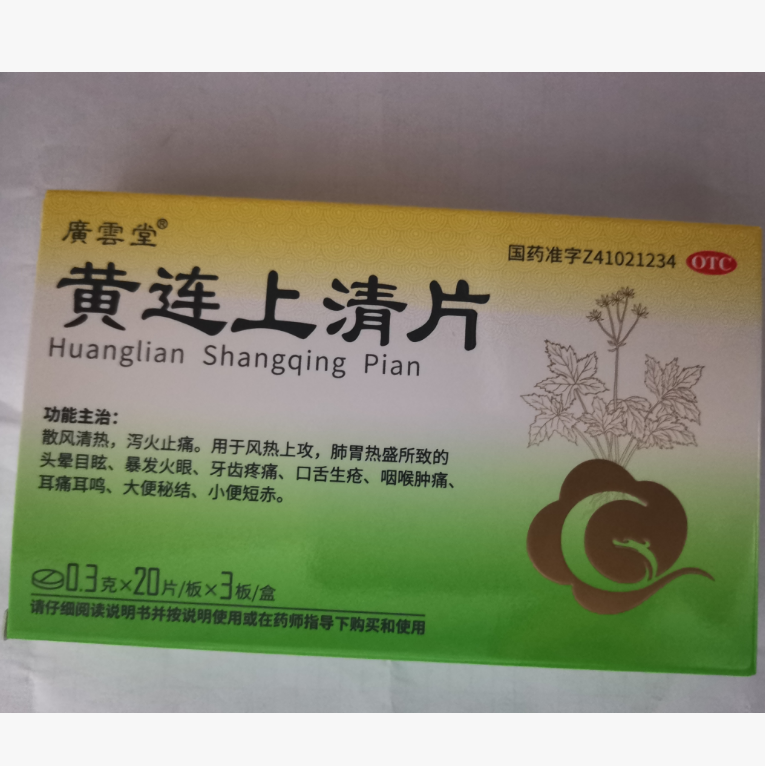 廣雲堂®
国药准字Z41021234 OTC
黄连上清片
Huanglian Shangqing Pian
功能主治：
散风清热，泻火止痛。用于风热上攻，肺胃热盛所致的
头晕目眩、暴发火眼、牙齿疼痛、口舌生疮、咽喉肿痛、
耳痛耳鸣、大便秘结、小便短赤。
0.3克×20片/板×3板/盒
请仔细阅读说明书并按说明使用或在药师指导下购买和使用